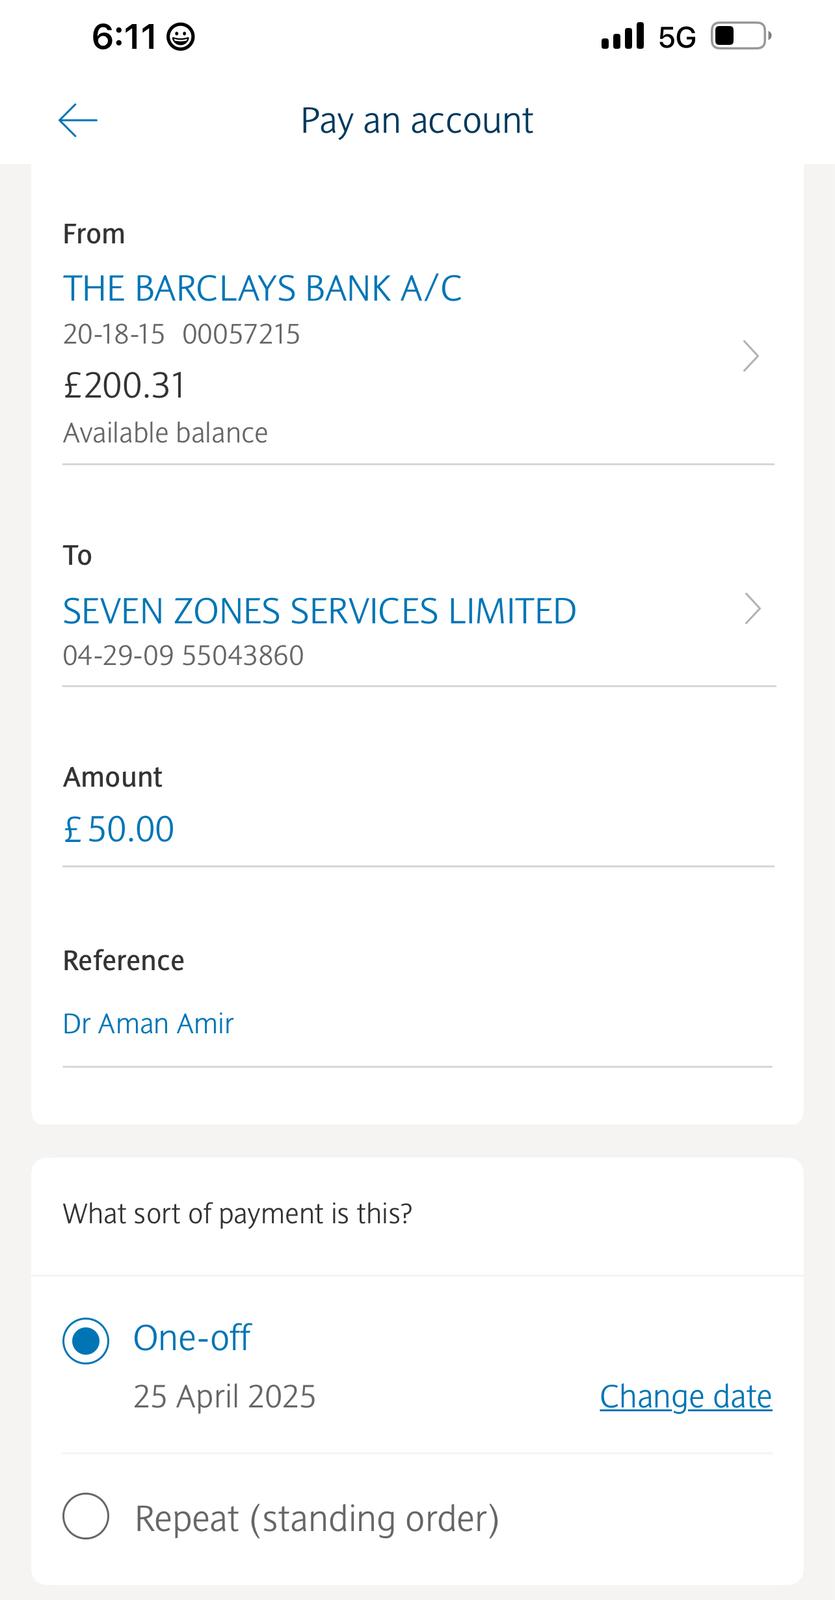 6:11
5G
Pay an account
From
THE BARCLAYS BANK A/C
20-18-15 00057215
£200.31
Available balance
To
SEVEN ZONES SERVICES LIMITED
04-29-09 55043860
Amount
£ 50.00
Reference
Dr Aman Amir
What sort of payment is this?
One-off
25 April 2025 Change date
Repeat (standing order)